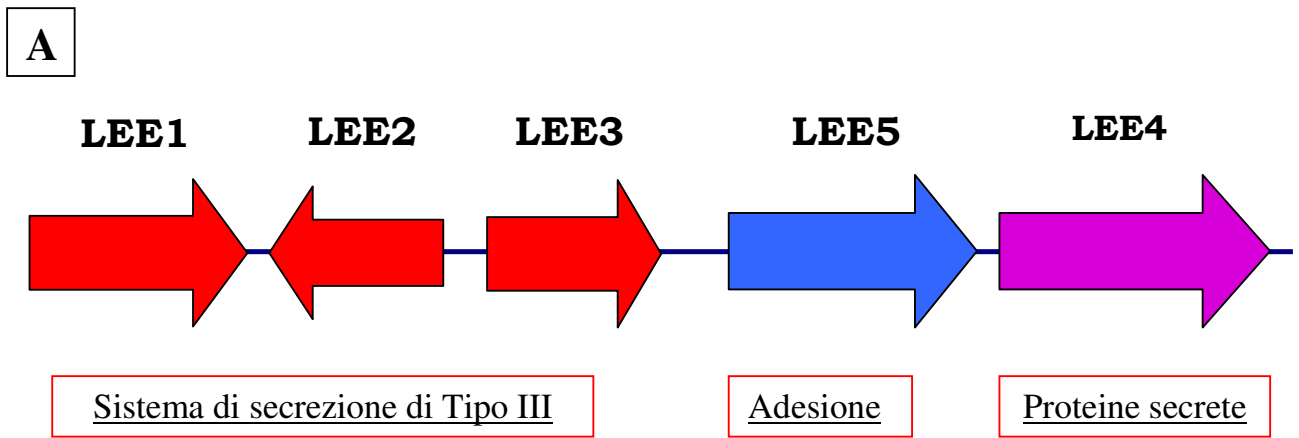 A
LEE1 LEE2 LEE3 LEE5 LEE4
Sistema di secrezione di Tipo III Adesione Proteine secrete